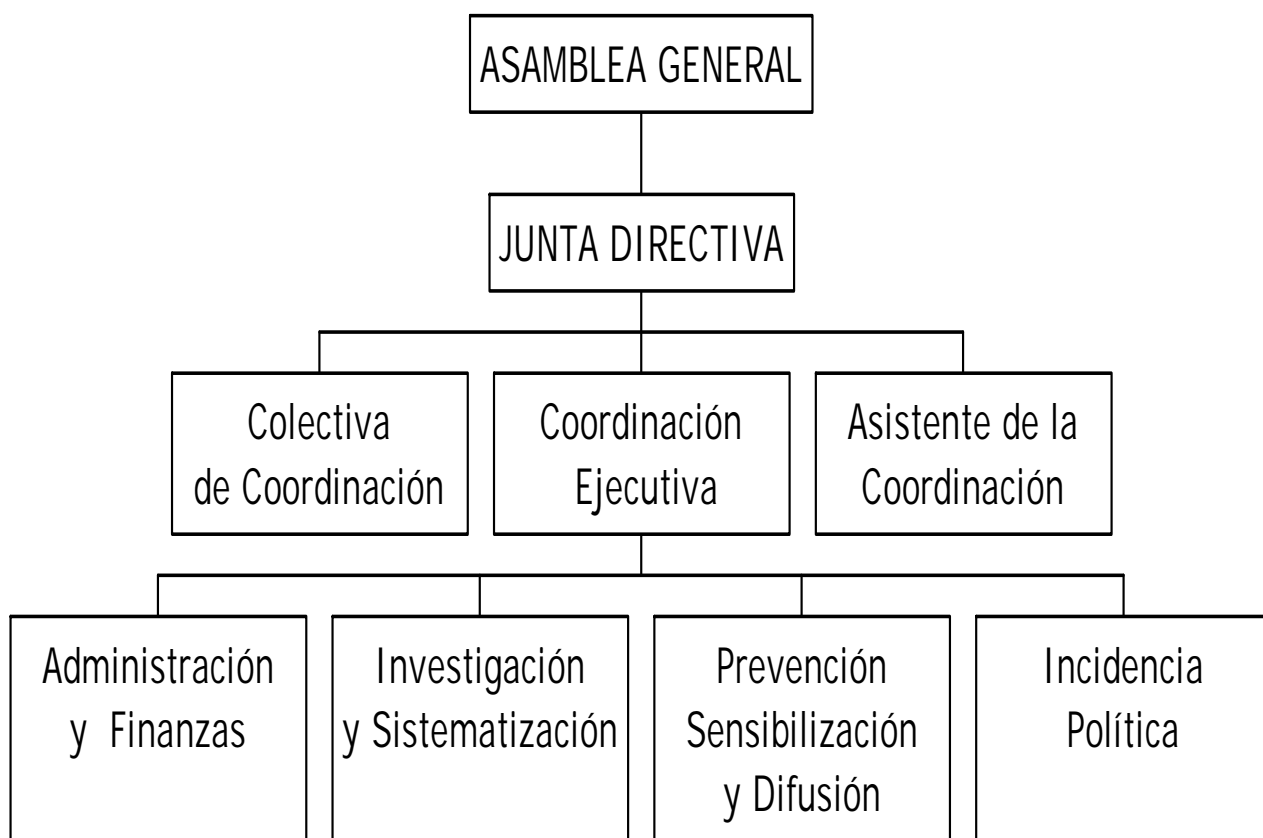 ASAMBLEA GENERAL
JUNTA DIRECTIVA
Colectiva
de Coordinación
Coordinación
Ejecutiva
Asistente de la
Coordinación
Administración
y Finanzas
Investigación
y Sistematización
Prevención
Sensibilización
y Difusión
Incidencia
Política